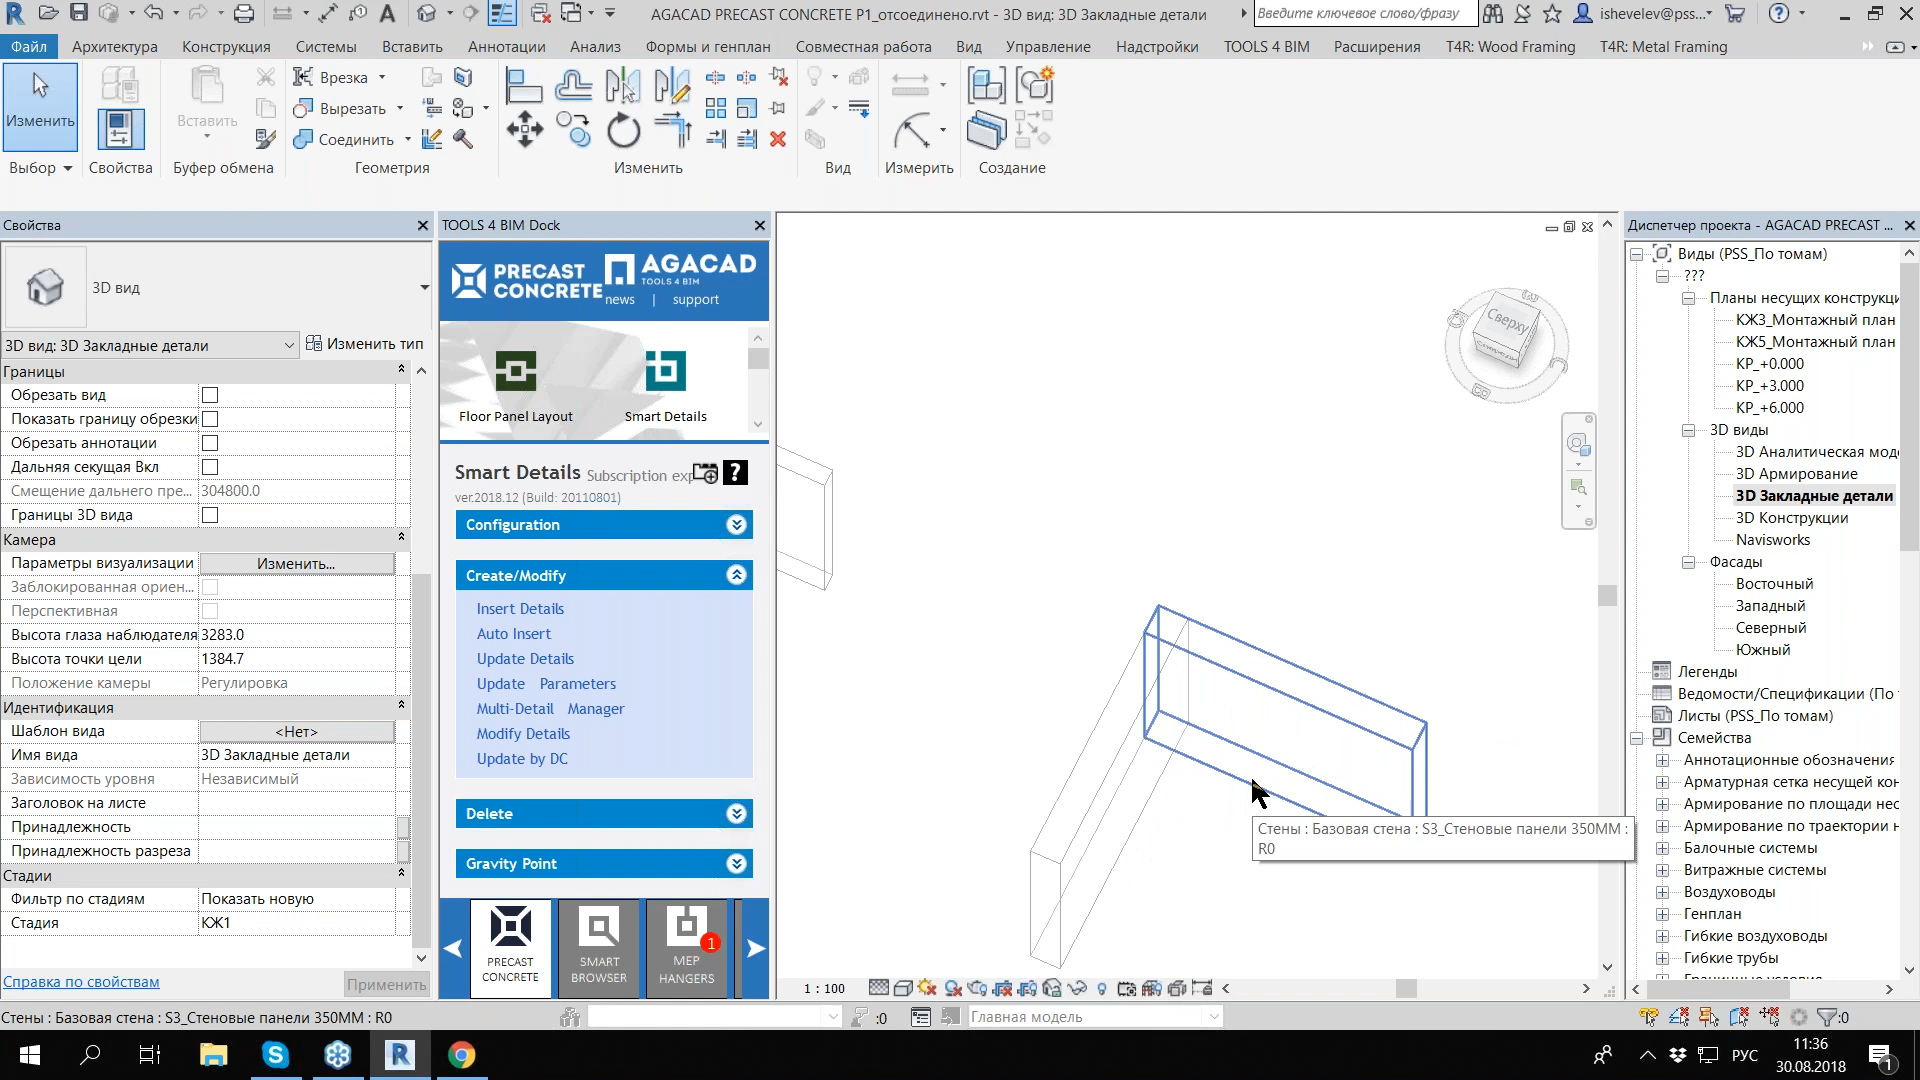 AGACAD PRECAST CONCRETE P1_отсоединено.rvt - 3D вид: 3D Закладные детали
Введите ключевое слово/фразу
ishevelev@pss...
Файл Архитектура Конструкция Системы Вставить Аннотации Анализ Формы и генплан Совместная работа Вид Управление Надстройки TOOLS 4 BIM Расширения T4R: Wood Framing T4R: Metal Framing
Изменить
Вставить
Врезка
Вырезать
Соединить
Выбор Свойства Буфер обмена Геометрия Изменить Вид Измерить Создание
Свойства
3D вид
3D вид: 3D Закладные детали
Изменить тип
Границы
Обрезать вид
Показать границу обрезки
Обрезать аннотации
Дальняя секущая Вкл
Смещение дальнего пре... 304800.0
Границы 3D вида
Камера
Параметры визуализации Изменить...
Заблокированная ориен...
Перспективная
Высота глаза наблюдателя 3283.0
Высота точки цели 1384.7
Положение камеры Регулировка
Идентификация
Шаблон вида <Нет>
Имя вида 3D Закладные детали
Зависимость уровня Независимый
Заголовок на листе
Принадлежность
Принадлежность разреза
Стадии
Фильтр по стадиям Показать новую
Стадия КЖ1
Справка по свойствам
Применить
TOOLS 4 BIM Dock
PRECAST
CONCRETE
AGACAD
TOOLS 4 BIM
news | support
Floor Panel Layout
Smart Details
Smart Details Subscription exp
ver.2018.12 (Build: 20110801)
Configuration
Create/Modify
Insert Details
Auto Insert
Update Details
Update Parameters
Multi-Detail Manager
Modify Details
Update by DC
Delete
Gravity Point
PRECAST
CONCRETE
SMART
BROWSER
MEP
HANGERS
1
Сверху
Стены : Базовая стена : S3_Стеновые панели 350ММ :
R0
1 : 100
Диспетчер проекта - AGACAD PRECAST ...
Виды (PSS_По томам)
???
Планы несущих конструкци
КЖ3_Монтажный план
КЖ5_Монтажный план
КР_+0.000
КР_+3.000
КР_+6.000
3D виды
3D Аналитическая мод
3D Армирование
3D Закладные детали
3D Конструкции
Navisworks
Фасады
Восточный
Западный
Северный
Южный
Легенды
Ведомости/Спецификации (По
Листы (PSS_По томам)
Семейства
Аннотационные обозначения
Арматурная сетка несущей кон
Армирование по площади нес
Армирование по траектории н
Балочные системы
Витражные системы
Воздуховоды
Генплан
Гибкие воздуховоды
Гибкие трубы
Стены : Базовая стена : S3_Стеновые панели 350ММ : R0
:0
Главная модель
:0
РУС
11:36
30.08.2018
1